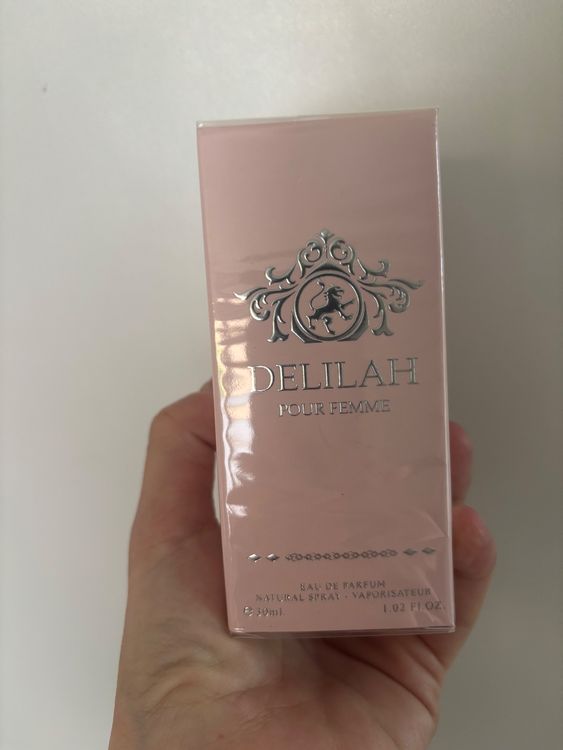 DELILAH
POUR FEMME
EAU DE PARFUM
NATURAL SPRAY - VAPORISATEUR
℮ 30ml. 1.02 FL.OZ.